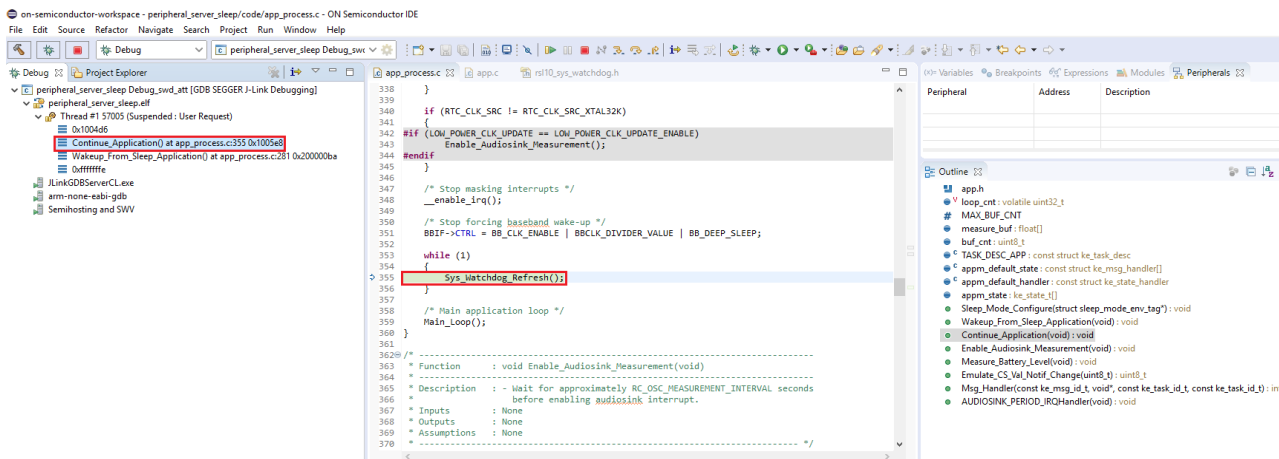 on-semiconductor-workspace - peripheral_server_sleep/code/app_process.c - ON Semiconductor IDE
File Edit Source Refactor Navigate Search Project Run Window Help
Debug
peripheral_server_sleep Debug_swd
Debug
Project Explorer
peripheral_server_sleep Debug_swd_att [GDB SEGGER J-Link Debugging]
peripheral_server_sleep.elf
Thread #1 57005 (Suspended : User Request)
0x1004d6
Continue_Application() at app_process.c:355 0x1005e8
Wakeup_From_Sleep_Application() at app_process.c:281 0x200000ba
0xfffffffe
JLinkGDBServerCL.exe
arm-none-eabi-gdb
Semihosting and SWV
app_process.c
app.c
rsl10_sys_watchdog.h
338 }
339
340 if (RTC_CLK_SRC != RTC_CLK_SRC_XTAL32K)
341 {
342 #if (LOW_POWER_CLK_UPDATE == LOW_POWER_CLK_UPDATE_ENABLE)
343 Enable_Audiosink_Measurement();
344 #endif
345 }
346
347 /* Stop masking interrupts */
348 __enable_irq();
349
350 /* Stop forcing baseband wake-up */
351 BBIF->CTRL = BB_CLK_ENABLE | BBCLK_DIVIDER_VALUE | BB_DEEP_SLEEP;
352
353 while (1)
354 {
355 Sys_Watchdog_Refresh();
356 }
357
358 /* Main application loop */
359 Main_Loop();
360 }
361
362 /* ----------------------------------------------------------------------------
363 * Function : void Enable_Audiosink_Measurement(void)
364 * ----------------------------------------------------------------------------
365 * Description : - Wait for approximately RC_OSC_MEASUREMENT_INTERVAL seconds
366 * before enabling audiosink interrupt.
367 * Inputs : None
368 * Outputs : None
369 * Assumptions : None
370 * ------------------------------------------------------------------------- */
(x)= Variables
Breakpoints
Expressions
Modules
Peripherals
Peripheral Address Description
Outline
app.h
loop_cnt : volatile uint32_t
MAX_BUF_CNT
measure_buf : float[]
buf_cnt : uint8_t
TASK_DESC_APP : const struct ke_task_desc
appm_default_state : const struct ke_msg_handler[]
appm_default_handler : const struct ke_state_handler
appm_state : ke_state_t[]
Sleep_Mode_Configure(struct sleep_mode_env_tag*) : void
Wakeup_From_Sleep_Application(void) : void
Continue_Application(void) : void
Enable_Audiosink_Measurement(void) : void
Measure_Battery_Level(void) : void
Emulate_CS_Val_Notif_Change(uint8_t) : uint8_t
Msg_Handler(const ke_msg_id_t, void*, const ke_task_id_t, const ke_task_id_t) : in
AUDIOSINK_PERIOD_IRQHandler(void) : void